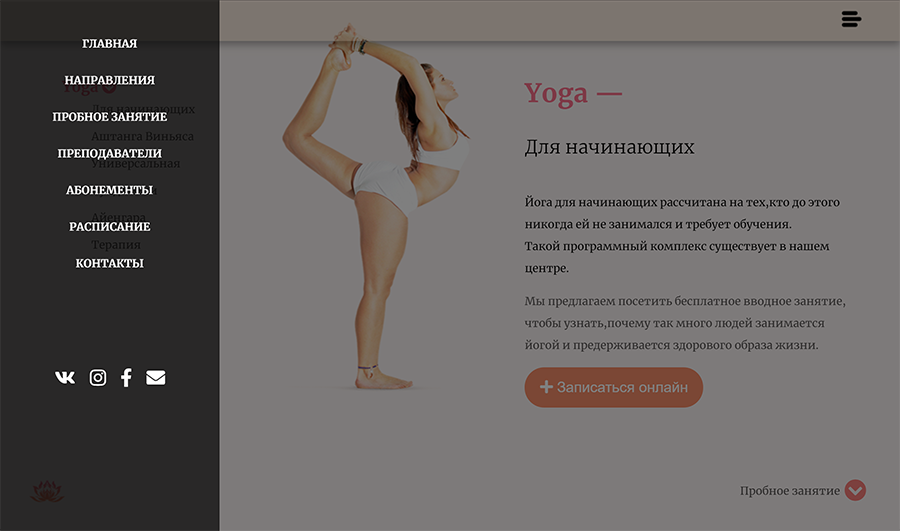 ГЛАВНАЯ
НАПРАВЛЕНИЯ
ПРОБНОЕ ЗАНЯТИЕ
ПРЕПОДАВАТЕЛИ
АБОНЕМЕНТЫ
РАСПИСАНИЕ
КОНТАКТЫ
Yoga
Для начинающих
Аштанга Виньяса
Универсальная
Айенгара
Терапия
Yoga —
Для начинающих
Йога для начинающих рассчитана на тех,кто до этого
никогда ей не занимался и требует обучения.
Такой программный комплекс существует в нашем
центре.
Мы предлагаем посетить бесплатное вводное занятие,
чтобы узнать,почему так много людей занимается
йогой и предерживается здорового образа жизни.
Записаться онлайн
Пробное занятие